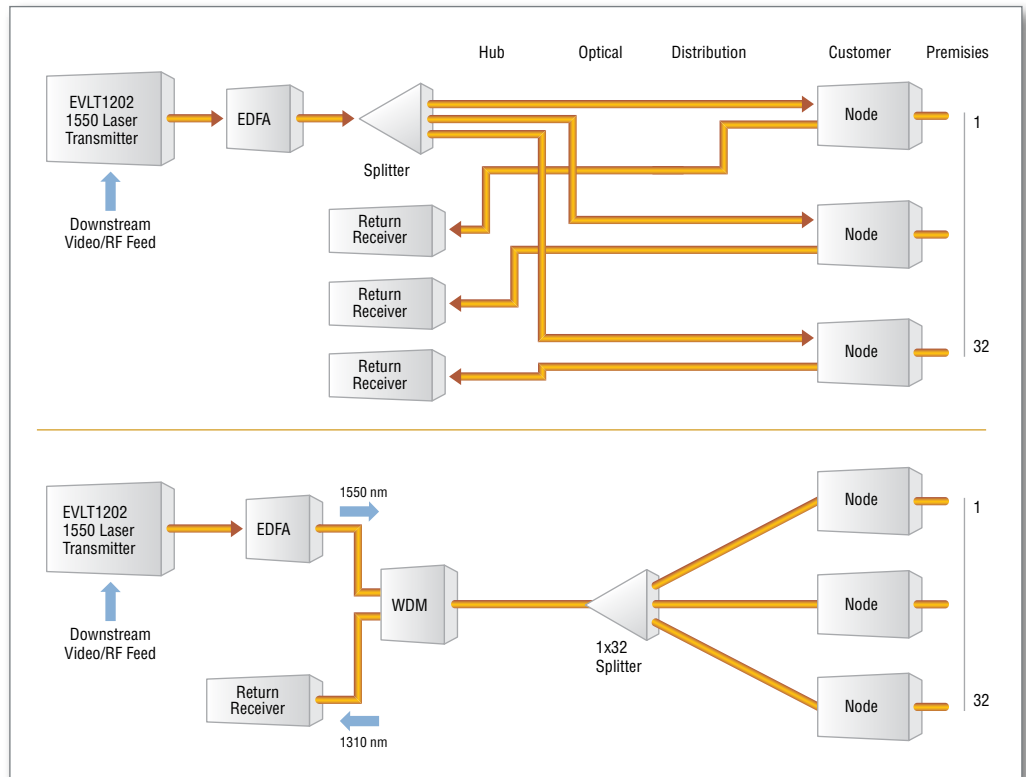 Hub Optical Distribution Customer Premisies
EVLT1202
1550 Laser
Transmitter
EDFA
Splitter
Node
1
Downstream
Video/RF Feed
Return
Receiver
Node
Return
Receiver
Node
32
Return
Receiver
EVLT1202
1550 Laser
Transmitter
EDFA
1550 nm
Node
1
WDM
Node
Downstream
Video/RF Feed
1x32
Splitter
Return
Receiver
Node
32
1310 nm